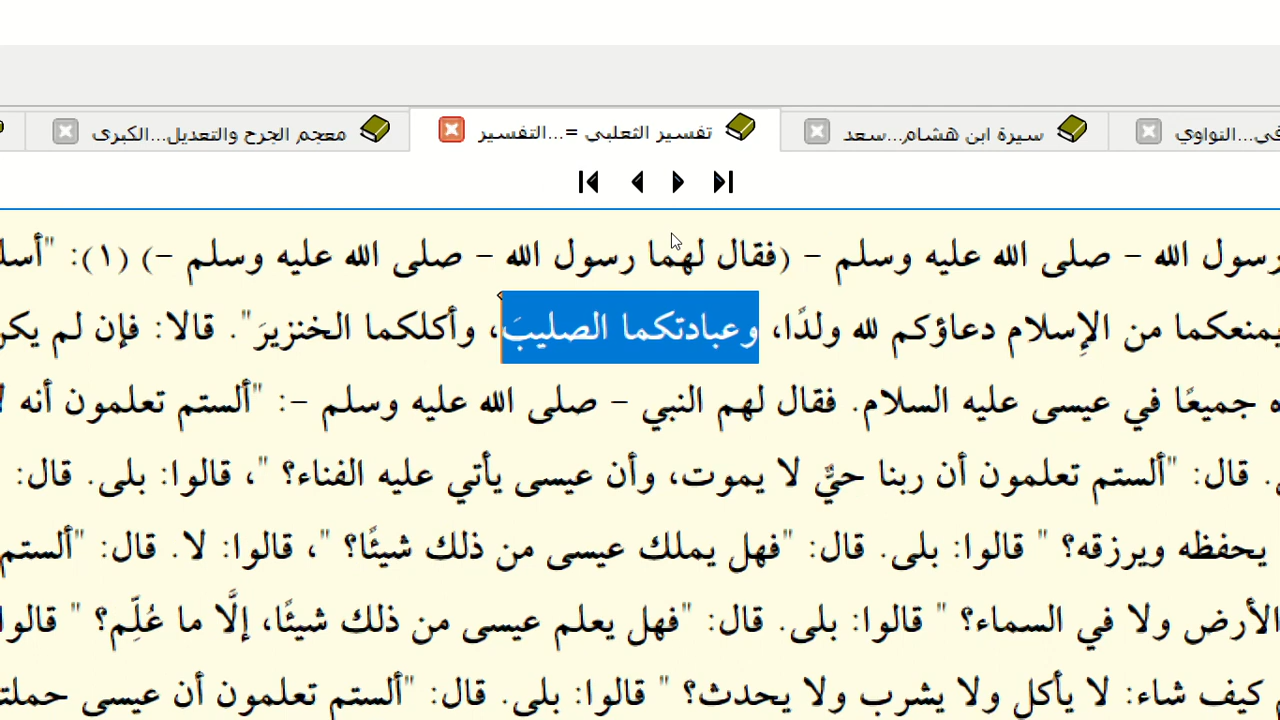 في...النواوي
سيرة ابن هشام...سعد
تفسير الثعلبي =...التفسير
معجم الجرح والتعديل...الكبرى
رسول الله - صلى الله عليه وسلم - (فقال لهما رسول الله - صلى الله عليه وسلم -) (١): "أسل
يمنعكما من الإِسلام دعاؤكم لله ولدًا، وعبادتكما الصليبَ، وأكلكما الخنزيرَ". قالا: فإن لم يكن
جميعًا في عيسى عليه السلام. فقال لهم النبي - صلى الله عليه وسلم -: "ألستم تعلمون أنه
قال: "ألستم تعلمون أن ربنا حيٌّ لا يموت، وأن عيسى يأتي عليه الفناء؟ "، قالوا: بلى. قال:
يحفظه ويرزقه؟ " قالوا: بلى. قال: "فهل يملك عيسى من ذلك شيئًا؟ "، قالوا: لا. قال: "ألستم
الأرض ولا في السماء؟ " قالوا: بلى. قال: "فهل يعلم عيسى من ذلك شيئًا، إلَّا ما عُلِّم؟ " قالوا
كيف شاء: لا يأكل ولا يشرب ولا يحدث؟ " قالوا: بلى. قال: "ألستم تعلمون أن عيسى حملت